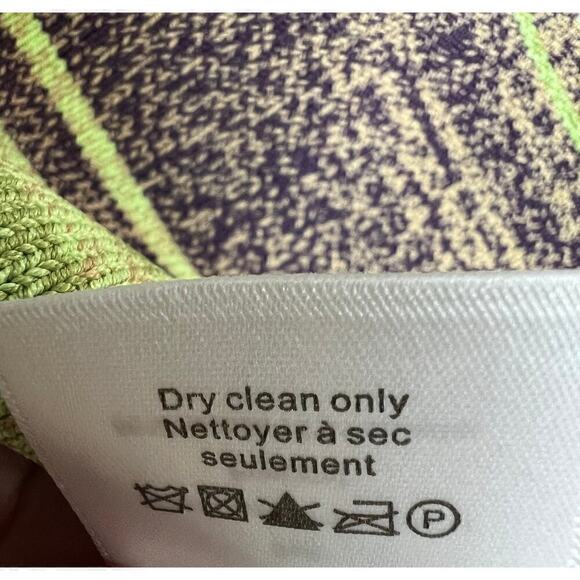 Dry clean only
Nettoyer à sec
seulement
P